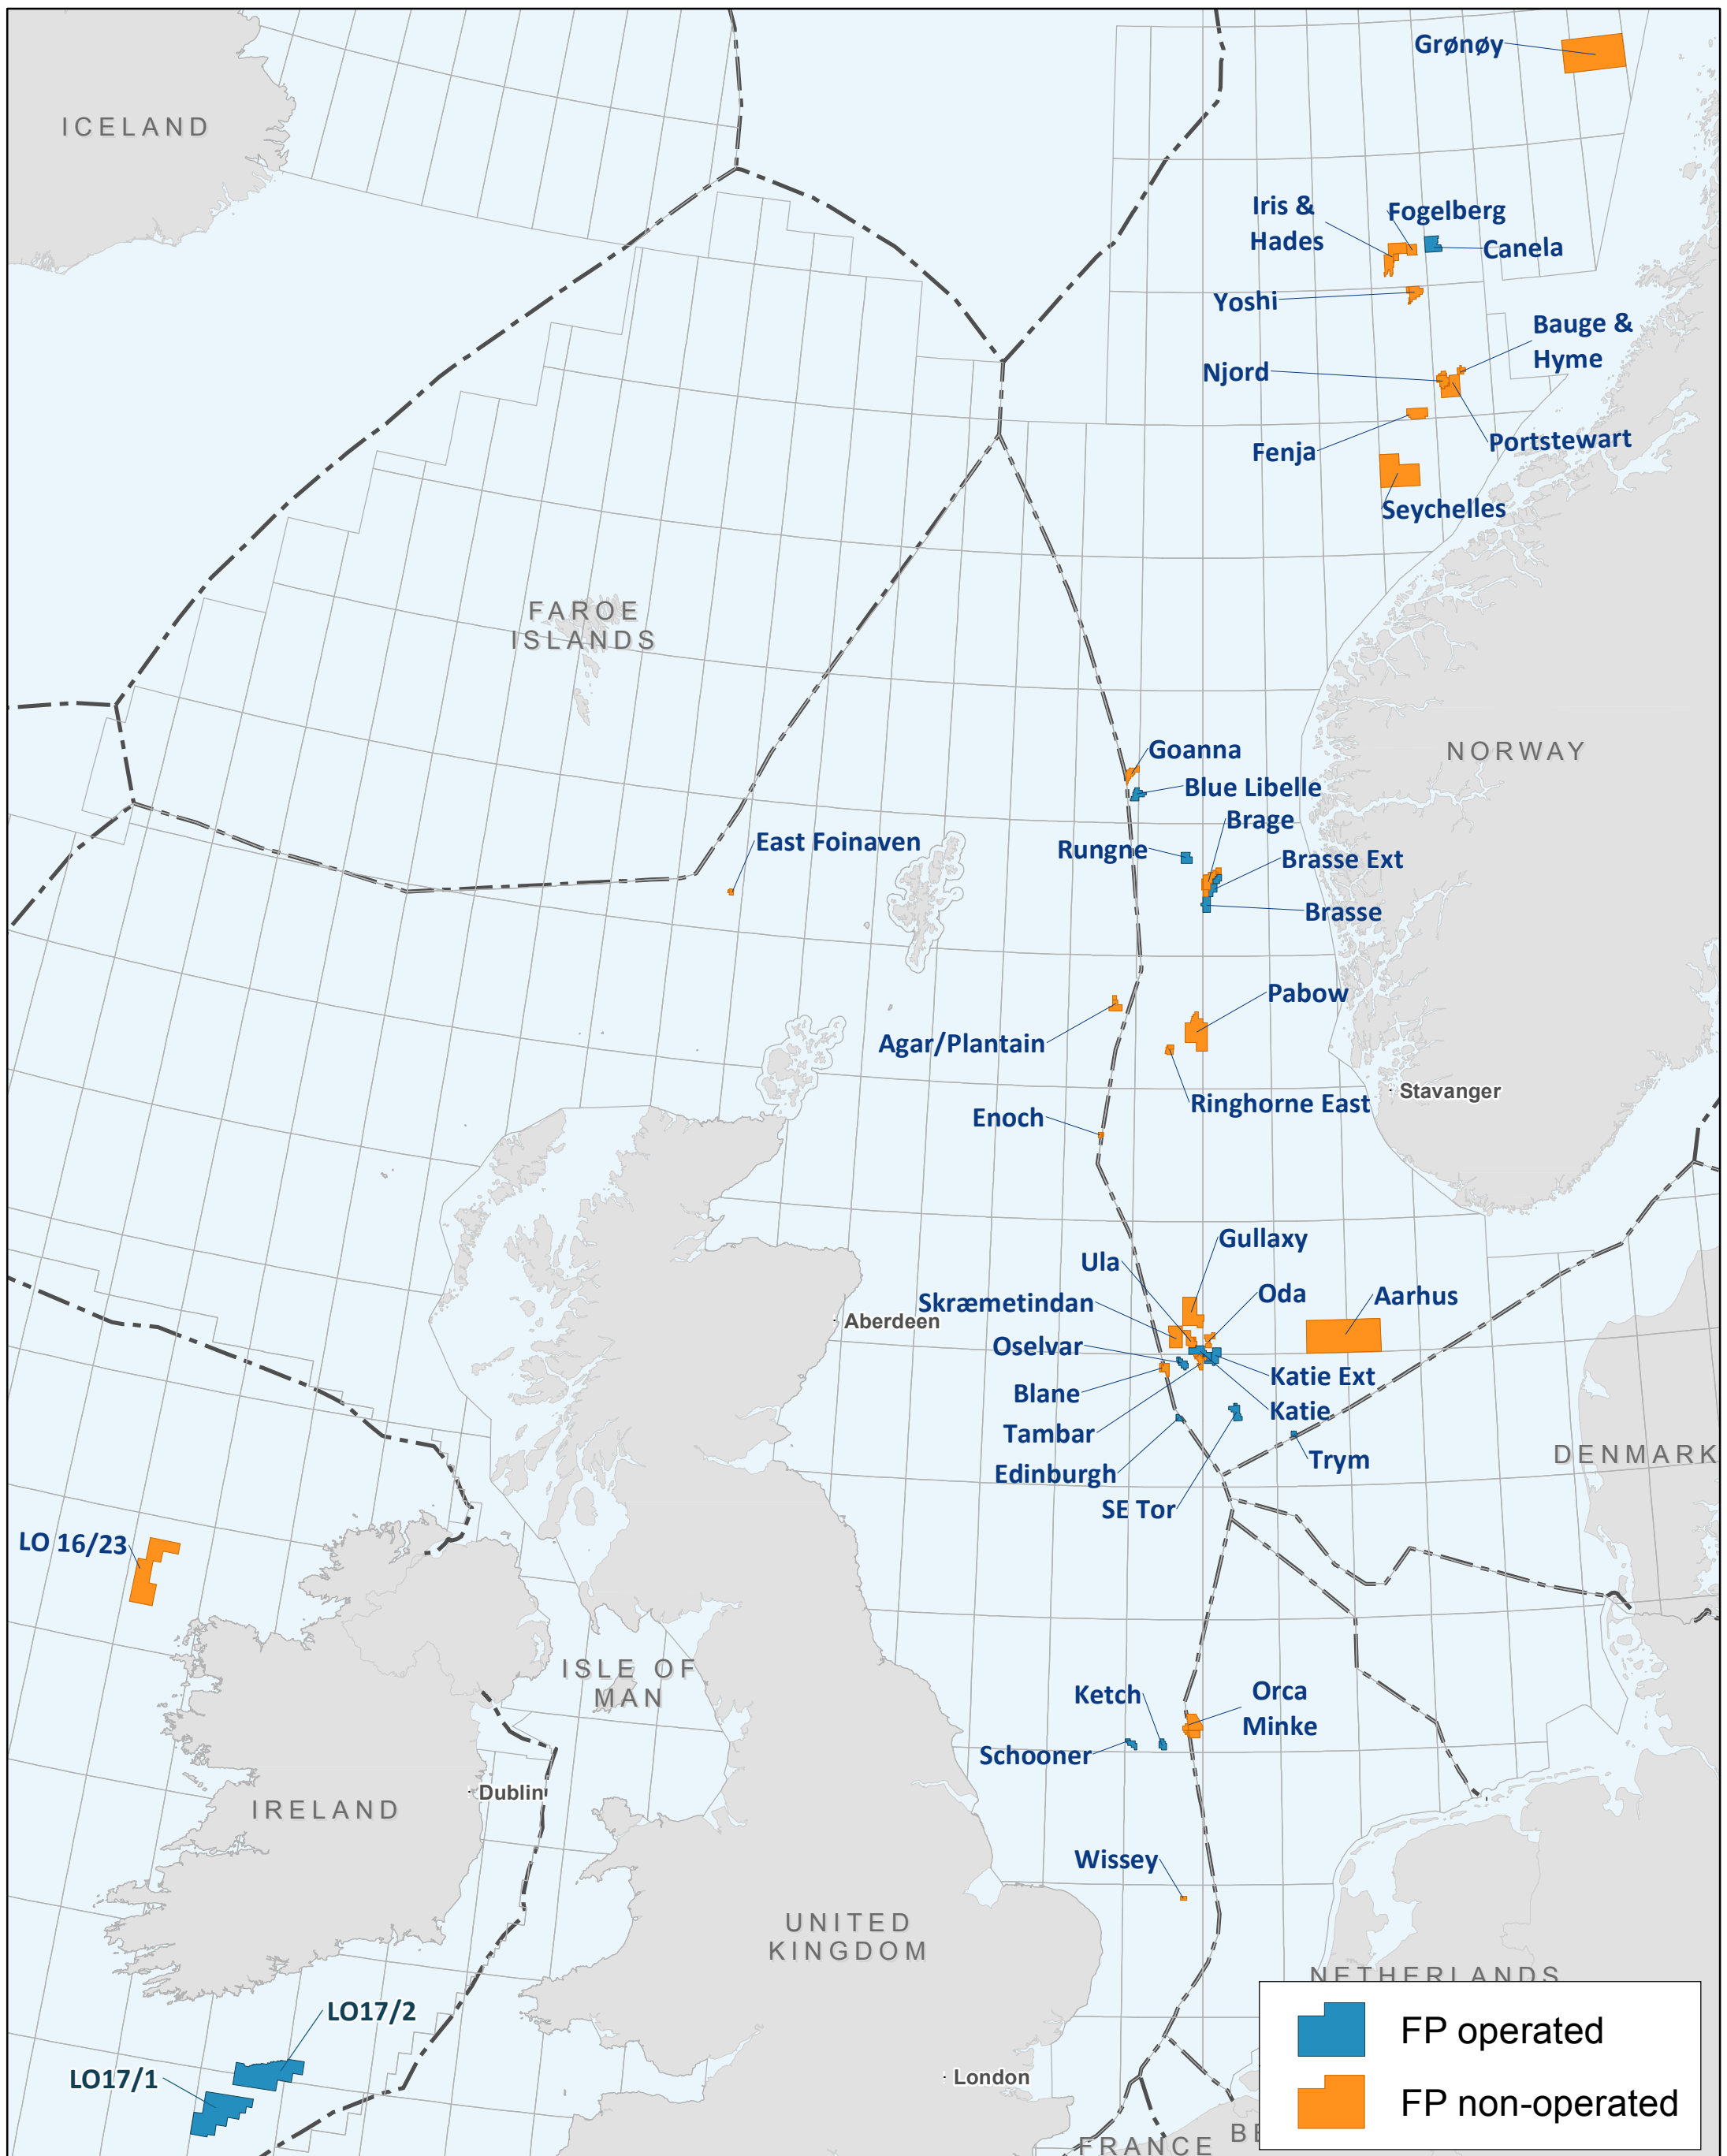 Grønøy
ICELAND
Iris &
Hades
Fogelberg
Canela
Yoshi
Bauge &
Hyme
Njord
Portstewart
Fenja
Seychelles
FAROE
ISLANDS
NORWAY
Goanna
Blue Libelle
Brage
East Foinaven
Rungne
Brasse Ext
Brasse
Pabow
Agar/Plantain
Stavanger
Ringhorne East
Enoch
Gullaxy
Ula
Oda
Aarhus
Skræmetindan
Aberdeen
Oselvar
Katie Ext
Blane
Katie
Tambar
DENMARK
Trym
Edinburgh
SE Tor
LO 16/23
ISLE OF
MAN
Ketch
Orca
Minke
Schooner
Dublin
IRELAND
Wissey
UNITED
KINGDOM
NETHERLANDS
LO17/2
FP operated
LO17/1
London
FP non-operated
FRANCE
BE